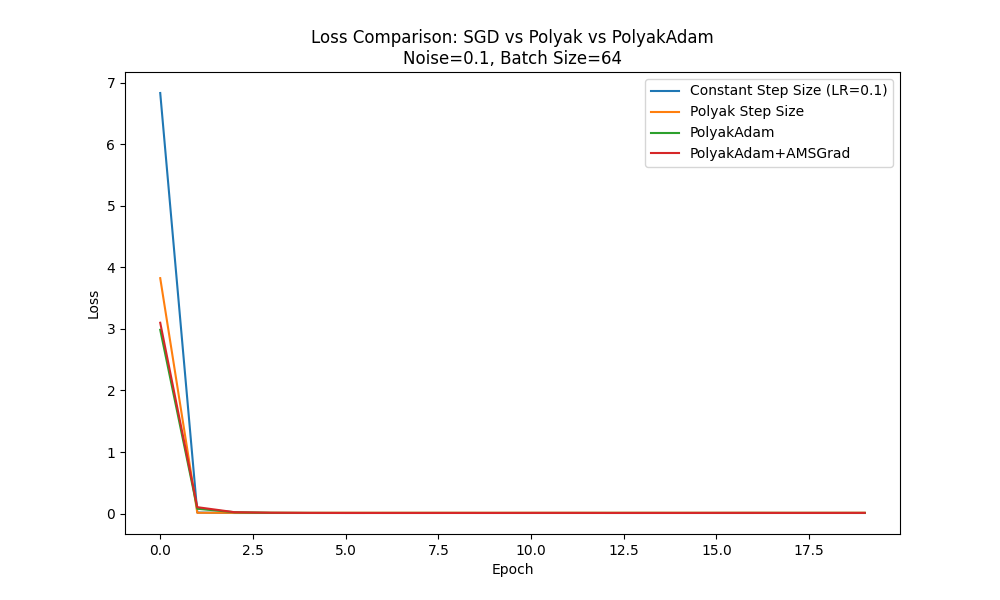 Loss Comparison: SGD vs Polyak vs PolyakAdam
Noise=0.1, Batch Size=64
Constant Step Size (LR=0.1)
Polyak Step Size
PolyakAdam
PolyakAdam+AMSGrad
Loss
7
6
5
4
3
2
1
0
0.0 2.5 5.0 7.5 10.0 12.5 15.0 17.5
Epoch